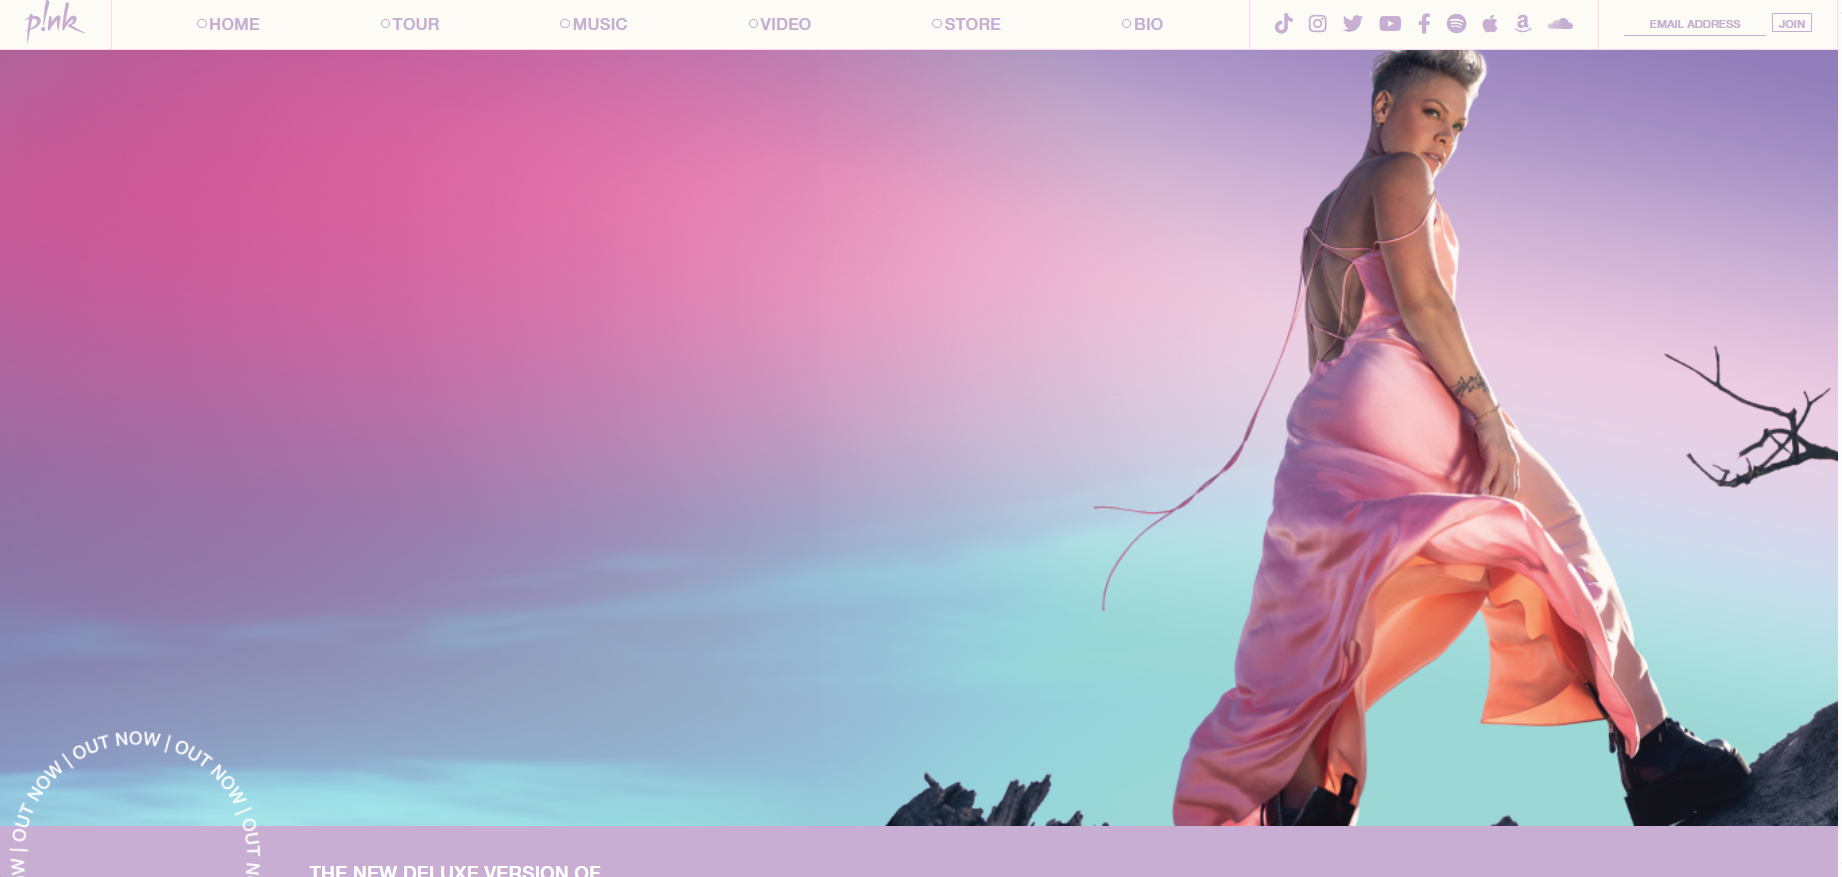 p!nk
HOME
TOUR
MUSIC
VIDEO
STORE
BIO
EMAIL ADDRESS
JOIN
OW | OUT NOW | OUT NOW | OUT NOW | OUT N
THE NEW DELUXE VERSION OF